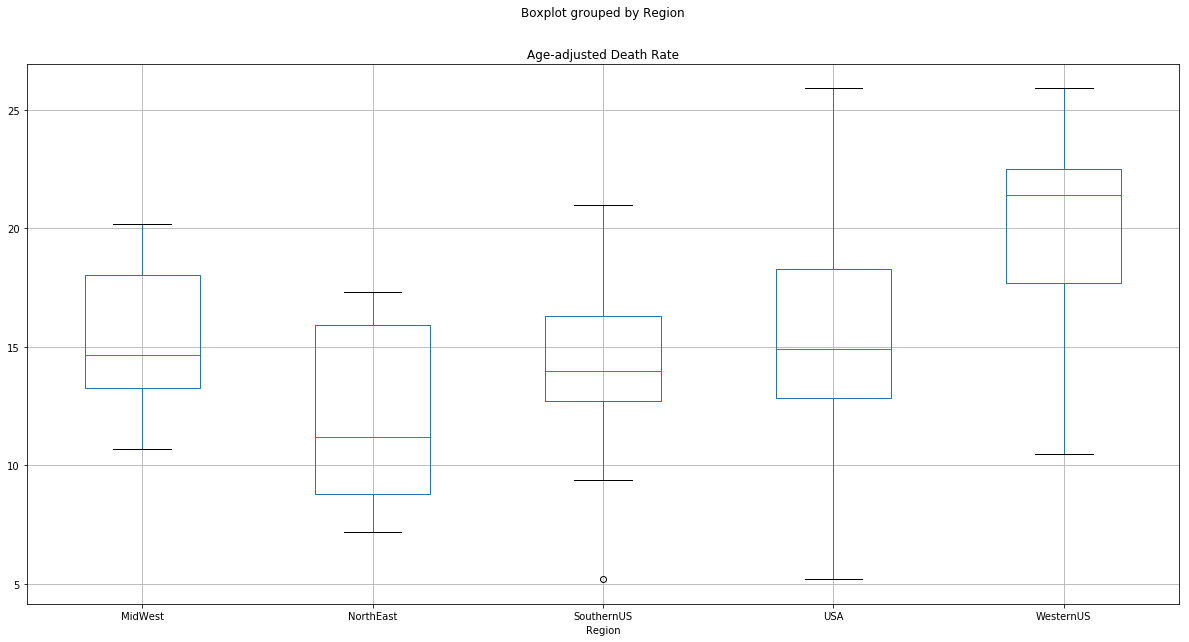 Boxplot grouped by Region
Age-adjusted Death Rate
25
20
15
10
5
MidWest NorthEast SouthernUS USA WesternUS
Region